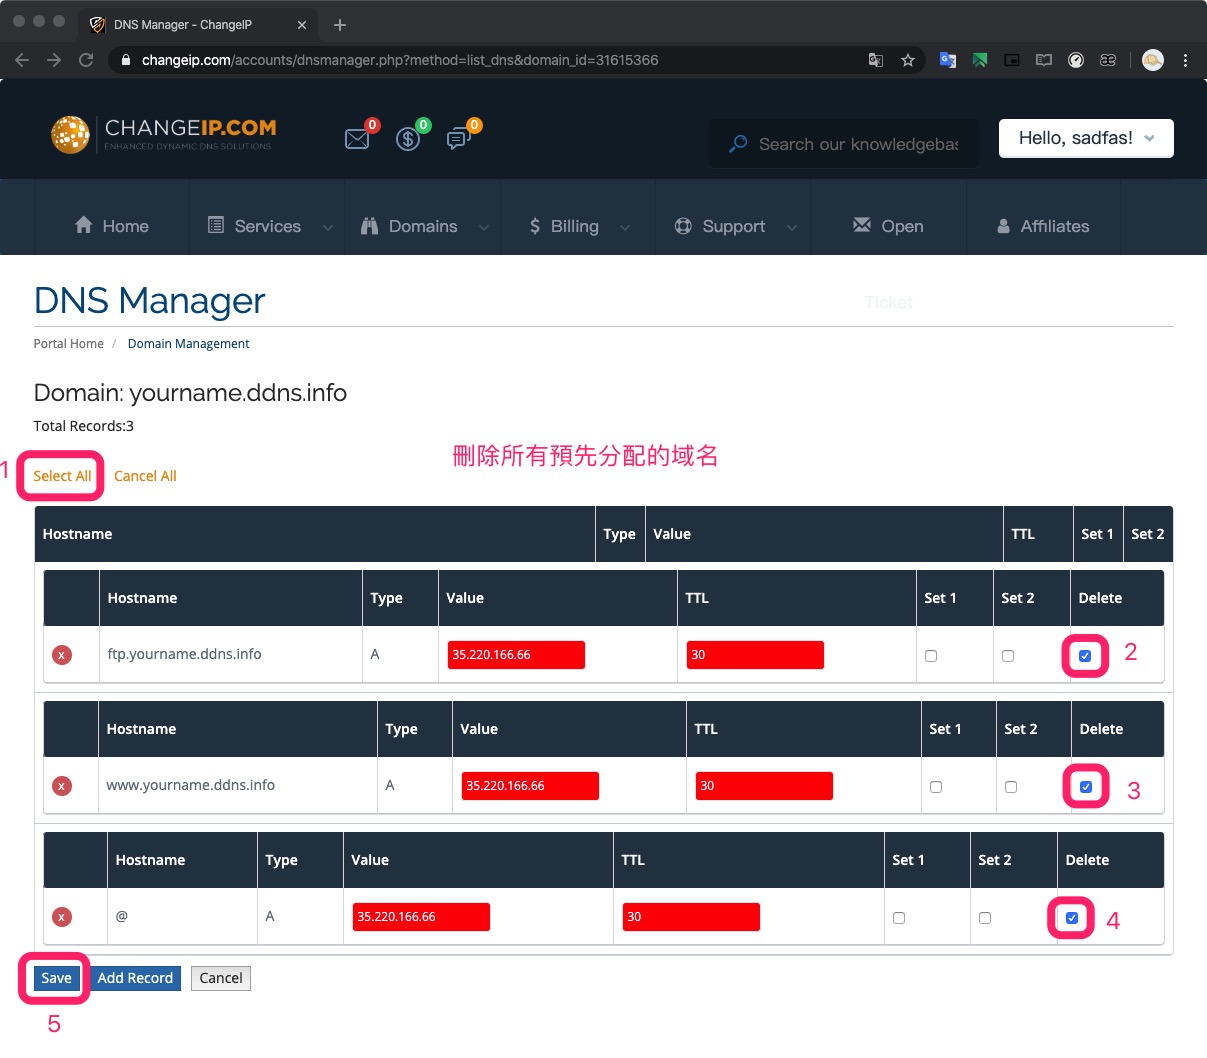 DNS Manager - ChangeIP
changeip.com/accounts/dnsmanager.php?method=list_dns&domain_id=31615366
CHANGEIP.COM
ENHANCED DYNAMIC DNS SOLUTIONS
0
0
0
Search our knowledgebas
Hello, sadfas!
Home
Services
Domains
Billing
Support
Open
Affiliates
Ticket
DNS Manager
Portal Home / Domain Management
Domain: yourname.ddns.info
Total Records:3
刪除所有預先分配的域名
1 Select All Cancel All
Hostname Type Value TTL Set 1 Set 2
Hostname Type Value TTL Set 1 Set 2 Delete
x ftp.yourname.ddns.info A 35.220.166.66 30 2
Hostname Type Value TTL Set 1 Set 2 Delete
x www.yourname.ddns.info A 35.220.166.66 30 3
Hostname Type Value TTL Set 1 Set 2 Delete
x @ A 35.220.166.66 30 4
Save Add Record Cancel
5